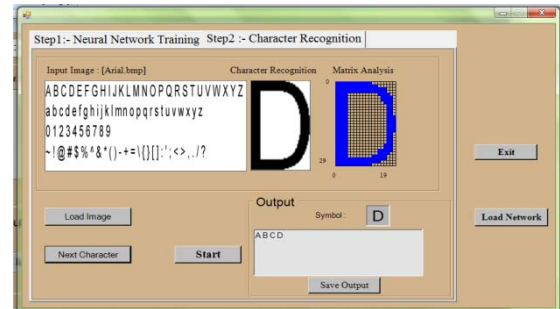 Step1:- Neural Network Training Step2 :- Character Recognition
Input Image : [Arial.bmp] Character Recognition Matrix Analysis
ABCDEFGHIJKLMNOPQRSTUVWXYZ
abcdefghijklmnopqrstuvwxyz
0123456789
~!@#$%^&*()-+=\{}[]:';<>,./?
D
0
29
0 19
Exit
Load Image
Output
Symbol: D
Load Network
Next Character Start
ABCD
Save Output